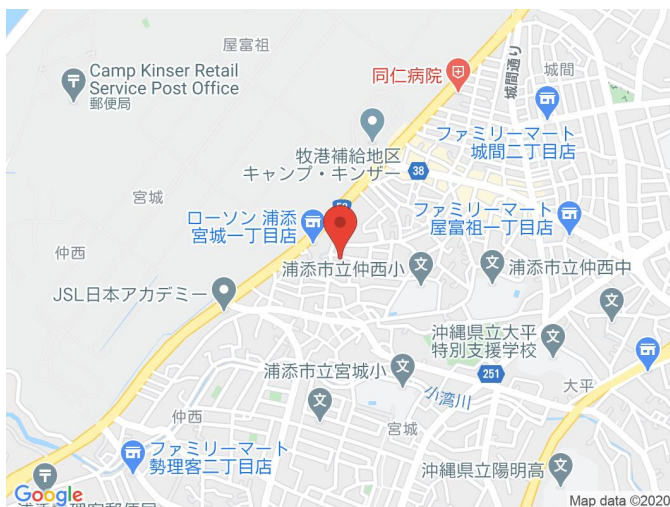 屋富祖
城間
Camp Kinser Retail
Service Post Office
郵便局
同仁病院
城間通り
ファミリーマート
城間二丁目店
牧港補給地区
キャンプ・キンザー
38
宮城
58
ローソン 浦添
宮城一丁目店
ファミリーマート
屋富祖一丁目店
仲西
浦添市立仲西小
浦添市立仲西中
JSL日本アカデミー
沖縄県立大平
特別支援学校
浦添市立宮城小
251
大平
小湾川
仲西
宮城
ファミリーマート
勢理客二丁目店
沖縄県立陽明高
Google
Map data ©2020